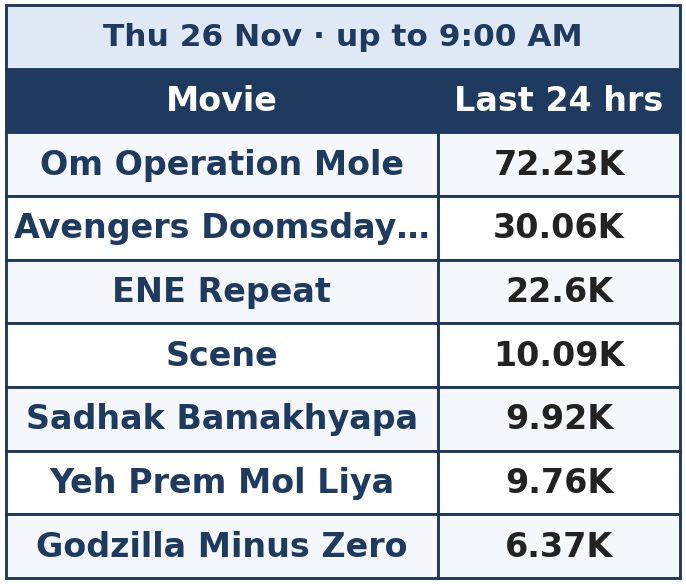 Thu 26 Nov · up to 9:00 AM
Movie Last 24 hrs
Om Operation Mole 72.23K
Avengers Doomsday... 30.06K
ENE Repeat 22.6K
Scene 10.09K
Sadhak Bamakhyapa 9.92K
Yeh Prem Mol Liya 9.76K
Godzilla Minus Zero 6.37K